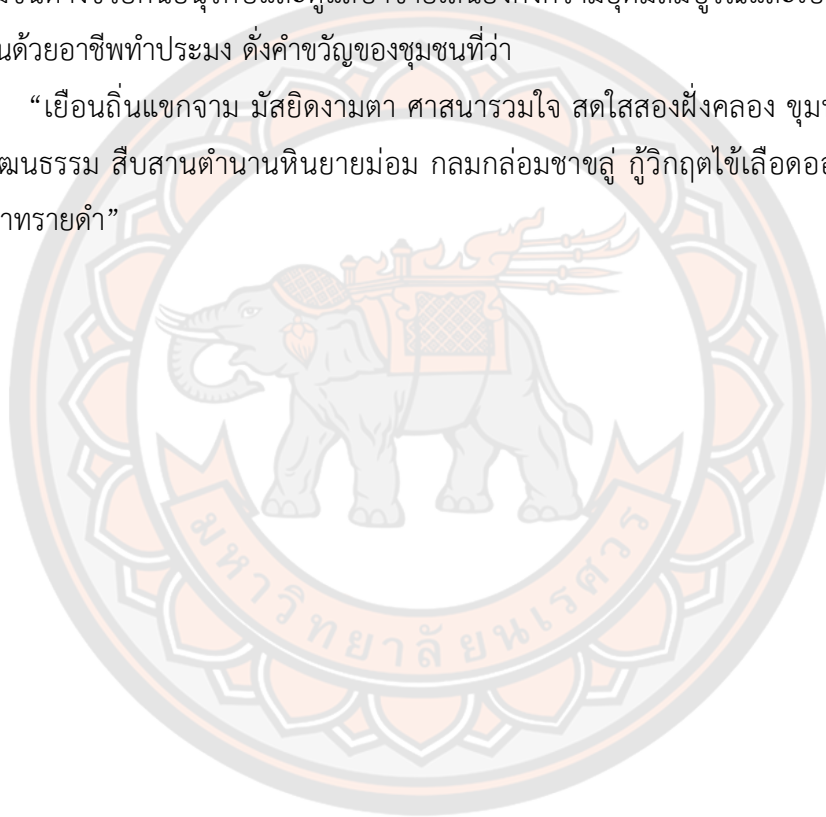 นด้วยอาชีพทำประมง ดั่งคำขวัญของชุมชนที่ว่า
“เยือนถิ่นแขกจาม มัสยิดงามตา ศาสนารวมใจ สดใสสองฝั่งคลอง ขุม
ฒนธรรม สืบสานตำนานหินยายม่อม กลมกล่อมชาขลู่ กู้วิกฤตไข้เลือดออ
าทรายดำ”
มหาวิทยาลัยนเรศวร